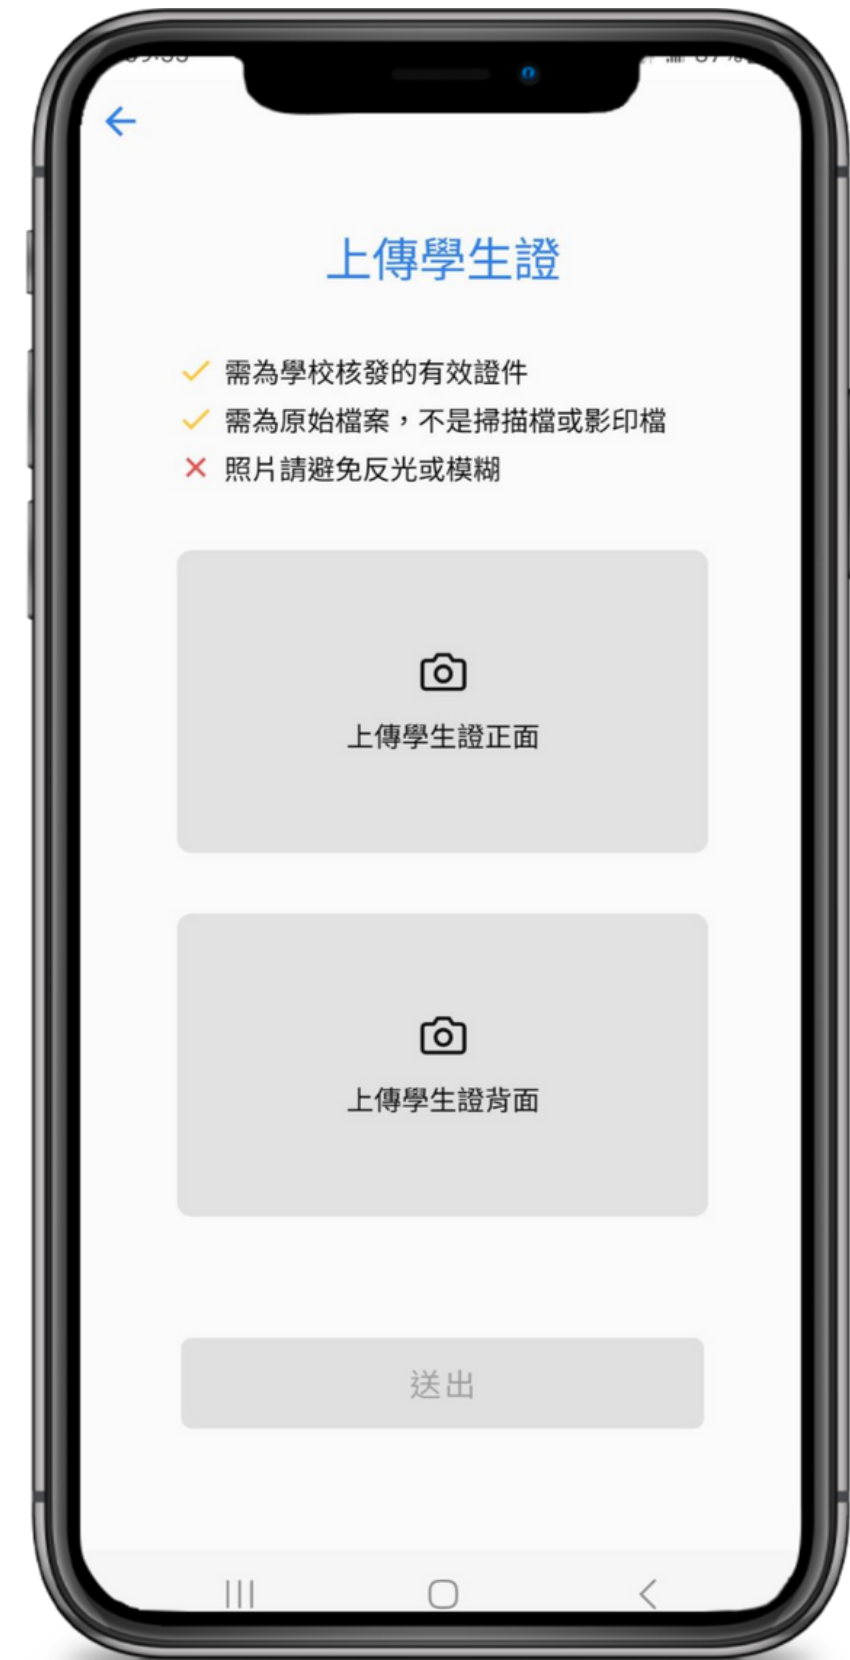 上傳學生證
需為學校核發的有效證件
需為原始檔案，不是掃描檔或影印檔
照片請避免反光或模糊
上傳學生證正面
上傳學生證背面
送出